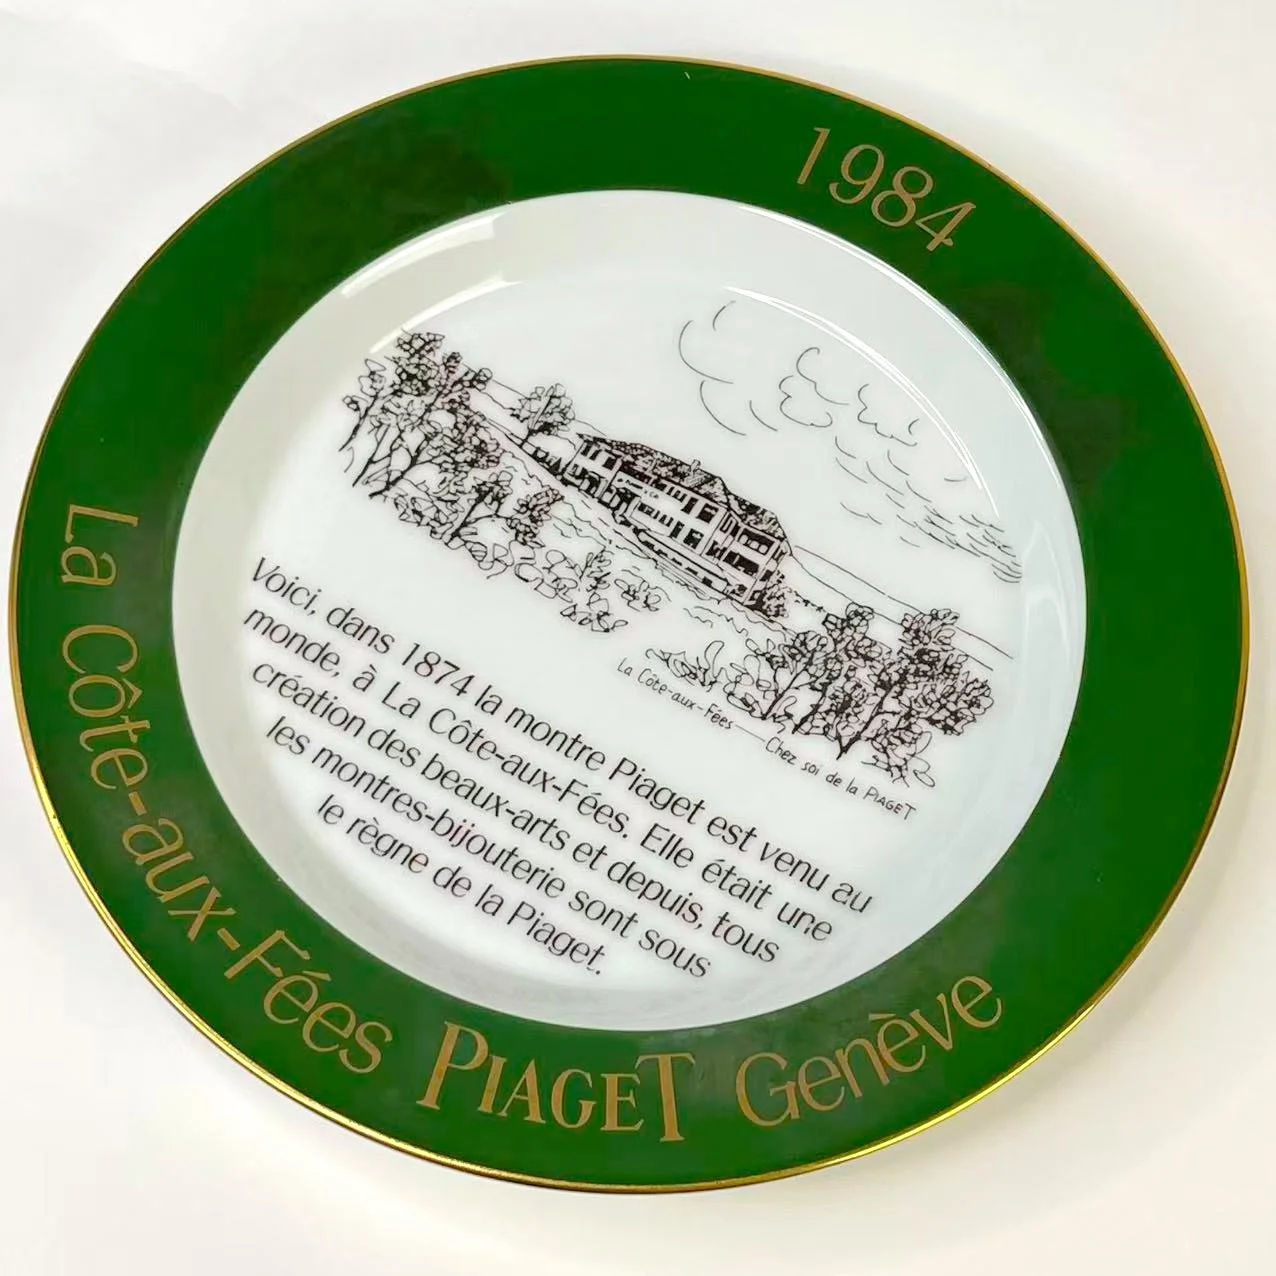 1984
La Côte-aux-Fées — Chez soi de la PIAGET
Voici, dans 1874 la montre Piaget est venu au
monde, à La Côte-aux-Fées. Elle était une
création des beaux-arts et depuis, tous
les montres-bijouterie sont sous
le règne de la Piaget.
La Côte-aux-Fées PIAGET Genève